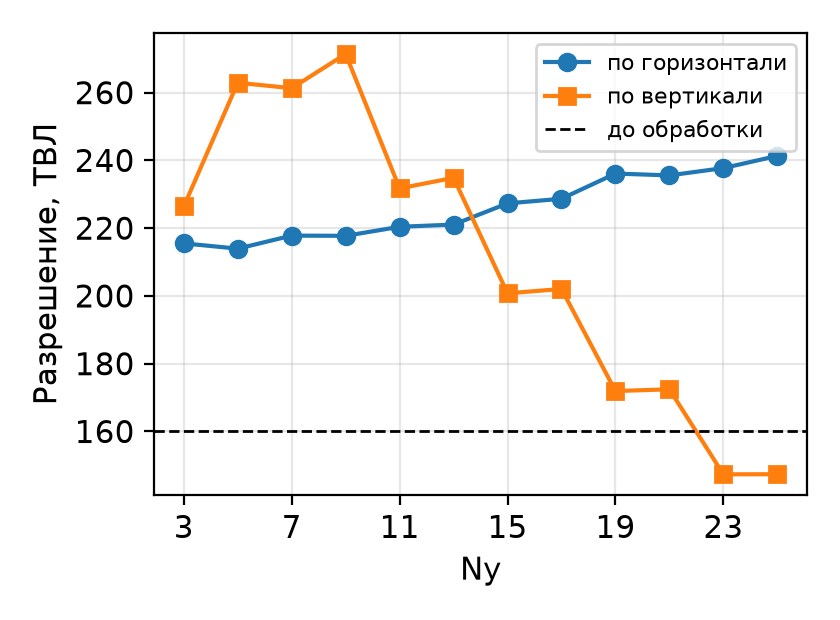 по горизонтали
по вертикали
до обработки
Разрешение, ТВЛ
260
240
220
200
180
160
3 7 11 15 19 23
Ny